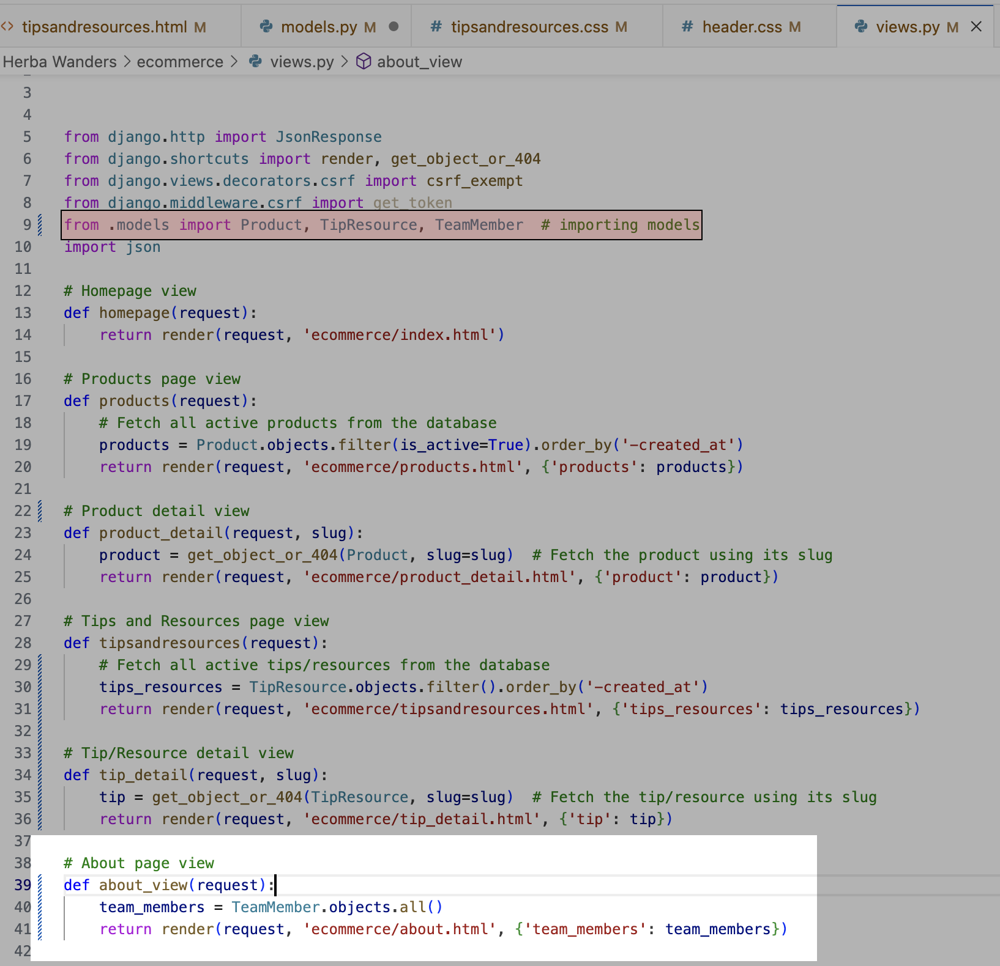 <> tipsandresources.html M
models.py M
# tipsandresources.css M
# header.css M
views.py M
Herba Wanders > ecommerce > views.py > about_view
3
4
5 from django.http import JsonResponse
6 from django.shortcuts import render, get_object_or_404
7 from django.views.decorators.csrf import csrf_exempt
8 from django.middleware.csrf import get_token
9 from .models import Product, TipResource, TeamMember  # importing models
10 import json
11
12 # Homepage view
13 def homepage(request):
14     return render(request, 'ecommerce/index.html')
15
16 # Products page view
17 def products(request):
18     # Fetch all active products from the database
19     products = Product.objects.filter(is_active=True).order_by('-created_at')
20     return render(request, 'ecommerce/products.html', {'products': products})
21
22 # Product detail view
23 def product_detail(request, slug):
24     product = get_object_or_404(Product, slug=slug)  # Fetch the product using its slug
25     return render(request, 'ecommerce/product_detail.html', {'product': product})
26
27 # Tips and Resources page view
28 def tipsandresources(request):
29     # Fetch all active tips/resources from the database
30     tips_resources = TipResource.objects.filter().order_by('-created_at')
31     return render(request, 'ecommerce/tipsandresources.html', {'tips_resources': tips_resources})
32
33 # Tip/Resource detail view
34 def tip_detail(request, slug):
35     tip = get_object_or_404(TipResource, slug=slug)  # Fetch the tip/resource using its slug
36     return render(request, 'ecommerce/tip_detail.html', {'tip': tip})
37
38 # About page view
39 def about_view(request):
40     team_members = TeamMember.objects.all()
41     return render(request, 'ecommerce/about.html', {'team_members': team_members})
42